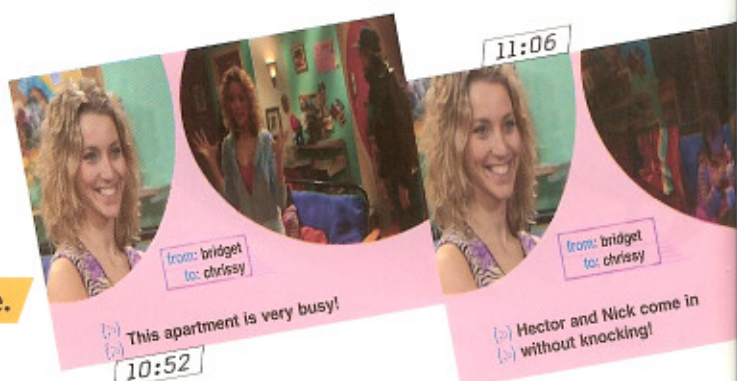 from: bridget
to: chrissy
This apartment is very busy!
10:52
11:06
from: bridget
to: chrissy
Hector and Nick come in
without knocking!
e.